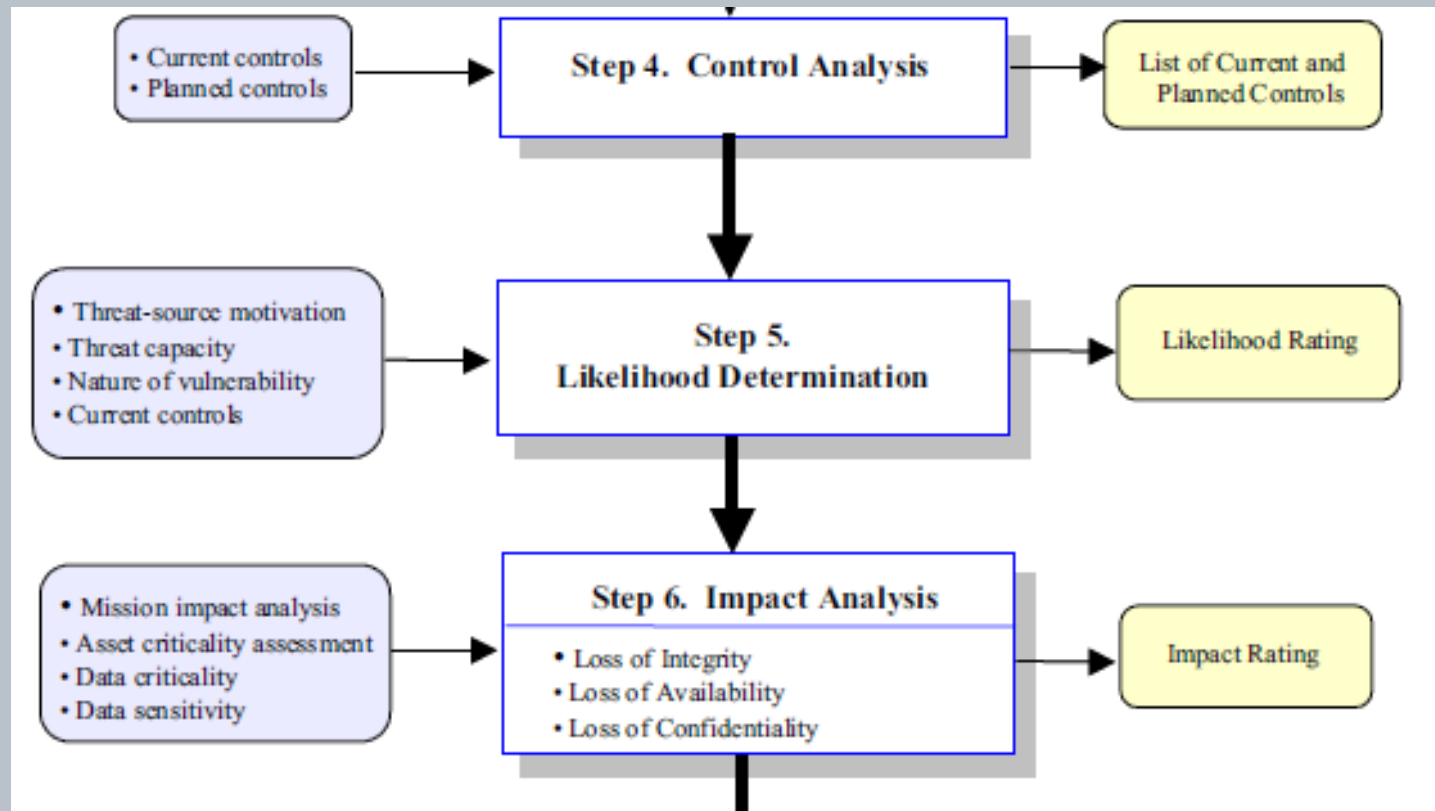 • Current controls
• Planned controls
Step 4. Control Analysis
List of Current and
Planned Controls
• Threat-source motivation
• Threat capacity
• Nature of vulnerability
• Current controls
Step 5.
Likelihood Determination
Likelihood Rating
• Mission impact analysis
• Asset criticality assessment
• Data criticality
• Data sensitivity
Step 6. Impact Analysis
• Loss of Integrity
• Loss of Availability
• Loss of Confidentiality
Impact Rating